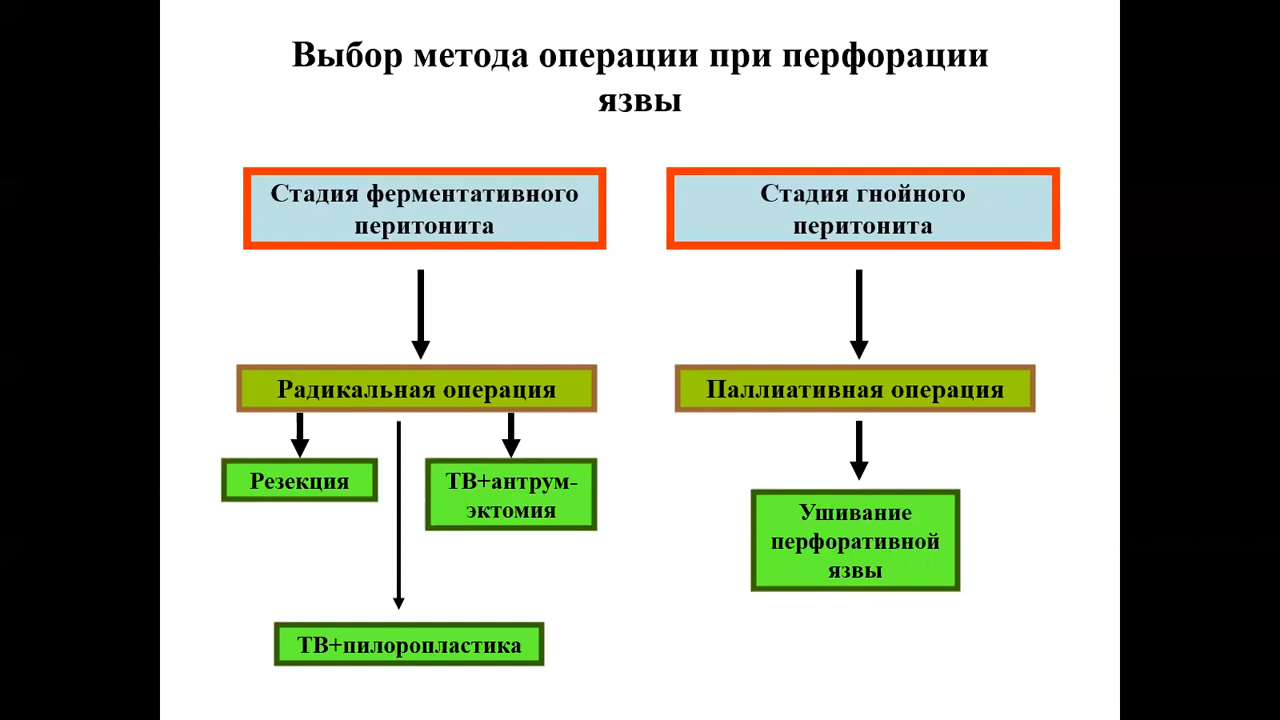 Выбор метода операции при перфорации
язвы
Стадия ферментативного
перитонита
Стадия гнойного
перитонита
Радикальная операция
Паллиативная операция
Резекция
ТВ+антрум-
эктомия
Ушивание
перфоративной
язвы
ТВ+пилоропластика